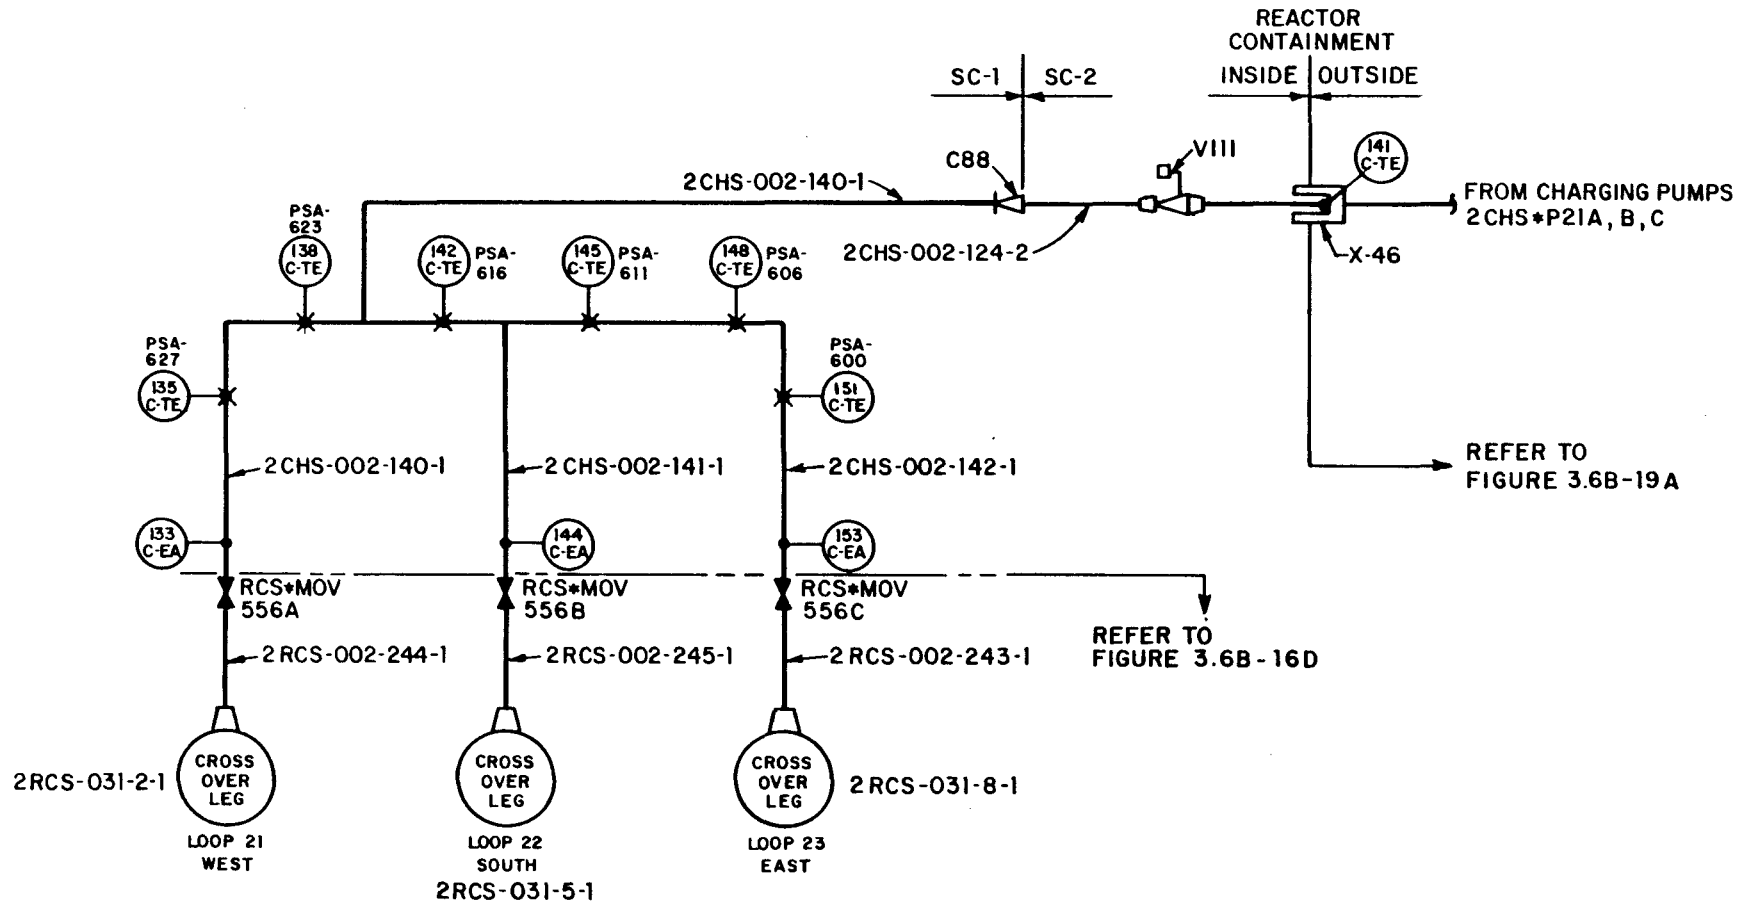 REACTOR
CONTAINMENT
INSIDE OUTSIDE
SC-1 SC-2
C88
V111
141
C-TE
FROM CHARGING PUMPS
2CHS*P21A, B, C
X-46
2CHS-002-140-1
2CHS-002-124-2
PSA-
623
138
C-TE
142
C-TE
PSA-
616
145
C-TE
PSA-
611
148
C-TE
PSA-
606
PSA-
627
135
C-TE
PSA-
600
151
C-TE
2CHS-002-140-1
2CHS-002-141-1
2CHS-002-142-1
REFER TO
FIGURE 3.6B-19A
133
C-EA
144
C-EA
153
C-EA
RCS*MOV
556A
RCS*MOV
556B
RCS*MOV
556C
REFER TO
FIGURE 3.6B-16D
2RCS-002-244-1
2RCS-002-245-1
2RCS-002-243-1
2RCS-031-2-1
CROSS
OVER
LEG
CROSS
OVER
LEG
CROSS
OVER
LEG
2RCS-031-8-1
LOOP 21
WEST
LOOP 22
SOUTH
2RCS-031-5-1
LOOP 23
EAST